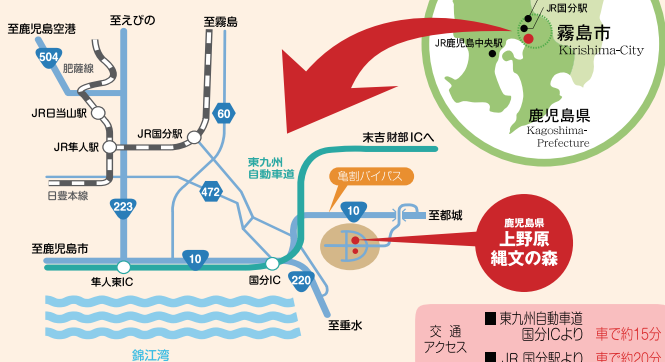 至鹿児島空港
至えびの
至霧島
504
肥薩線
60
JR日当山駅
JR国分駅
JR隼人駅
東九州
自動車道
末吉財部ICへ
亀割バイパス
472
日豊本線
223
10
至都城
至鹿児島市
10
隼人東IC
国分IC
220
至垂水
錦江湾
JR国分駅
JR鹿児島中央駅
霧島市
Kirishima-City
鹿児島県
Kagoshima-
Prefecture
鹿児島県
上野原
縄文の森
交通
アクセス
■東九州自動車道
国分ICより 車で約15分
■JR 国分駅より 車で約20分